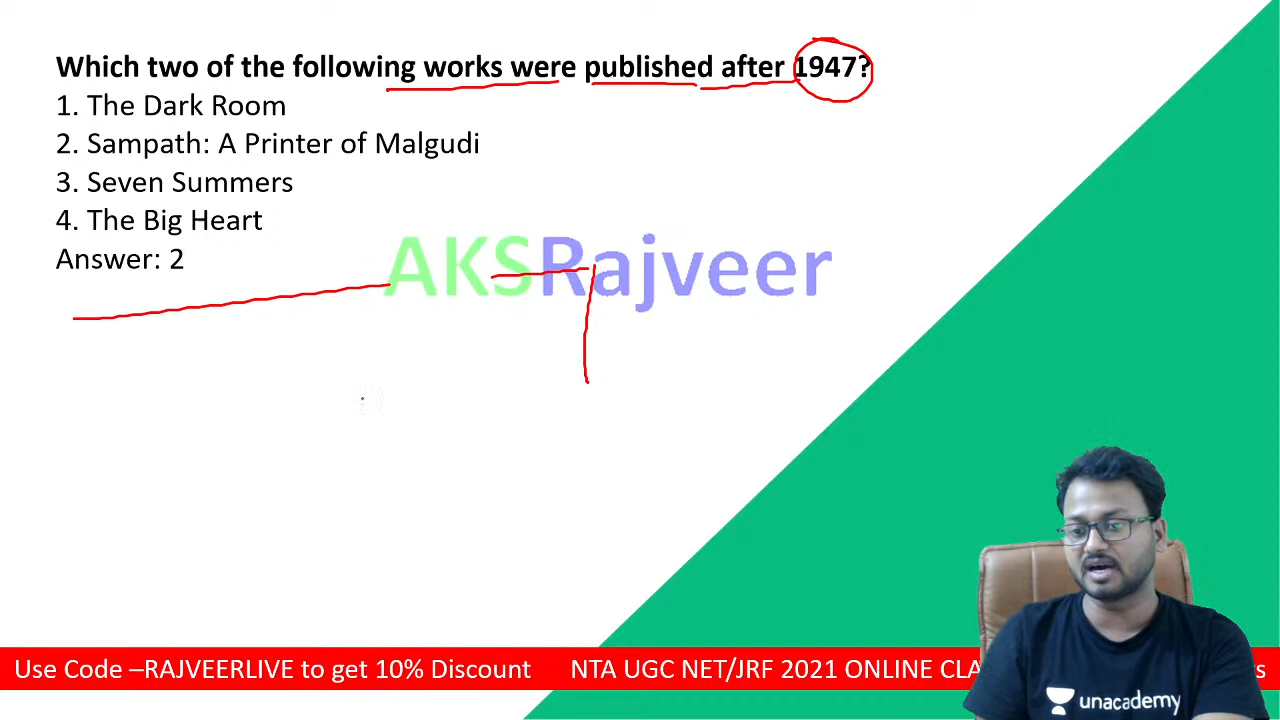 Which two of the following works were published after 1947?
1. The Dark Room
2. Sampath: A Printer of Malgudi
3. Seven Summers
4. The Big Heart
Answer: 2
AKSRajveer
unacademy
Use Code –RAJVEERLIVE to get 10% Discount NTA UGC NET/JRF 2021 ONLINE